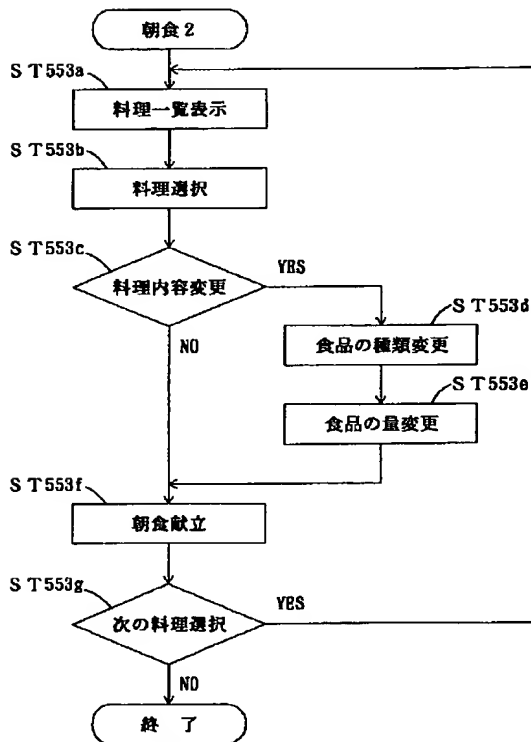 朝食2
ST553a
料理一覧表示
ST553b
料理選択
ST553c
料理内容変更
YES
NO
ST553d
食品の種類変更
ST553e
食品の量変更
ST553f
朝食献立
ST553g
次の料理選択
YES
NO
終 了